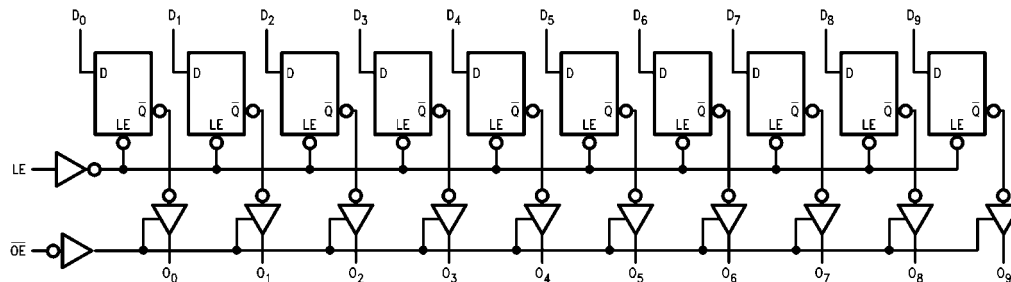 D₀ D₁ D₂ D₃ D₄ D₅ D₆ D₇ D₈ D₉
D D D D D D D D D D
Q̅ Q̅ Q̅ Q̅ Q̅ Q̅ Q̅ Q̅ Q̅ Q̅
LE LE LE LE LE LE LE LE LE LE
LE
O̅E̅
O₀ O₁ O₂ O₃ O₄ O₅ O₆ O₇ O₈ O₉